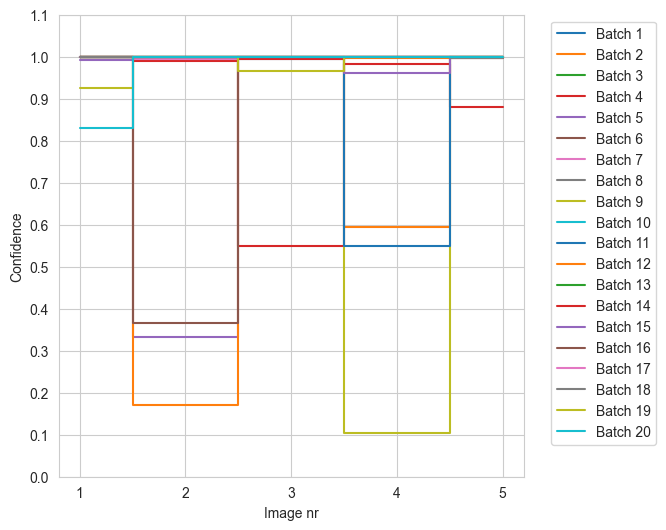 1.1
1.0
0.9
0.8
0.7
0.6
0.5
0.4
0.3
0.2
0.1
0.0
Confidence
1 2 3 4 5
Image nr
Batch 1
Batch 2
Batch 3
Batch 4
Batch 5
Batch 6
Batch 7
Batch 8
Batch 9
Batch 10
Batch 11
Batch 12
Batch 13
Batch 14
Batch 15
Batch 16
Batch 17
Batch 18
Batch 19
Batch 20